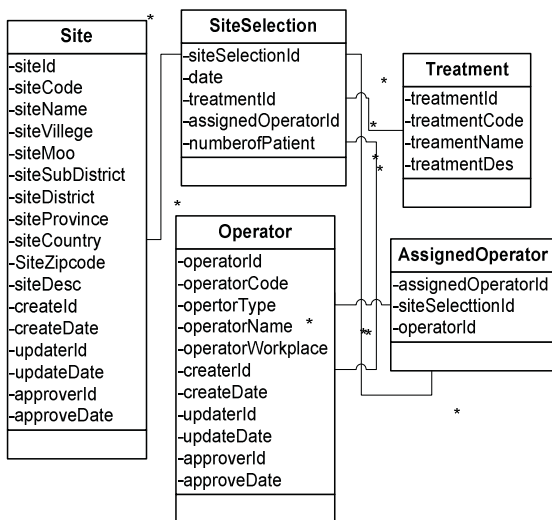 Site
-siteId
-siteCode
-siteName
-siteVillege
-siteMoo
-siteSubDistrict
-siteDistrict
-siteProvince
-siteCountry
-SiteZipcode
-siteDesc
-createId
-createDate
-updaterId
-updateDate
-approverId
-approveDate
*
*
SiteSelection
-siteSelectionId
-date
-treatmentId
-assignedOperatorId
-numberofPatient
*
*
*
*
Treatment
-treatmentId
-treatmentCode
-treamentName
-treatmentDes
Operator
-operatorId
-operatorCode
-opertorType
-operatorName
*
-operatorWorkplace
-createrId
-createDate
-updaterId
-updateDate
-approverId
-approveDate
**
AssignedOperator
-assignedOperatorId
-siteSelecttionId
-operatorId
*